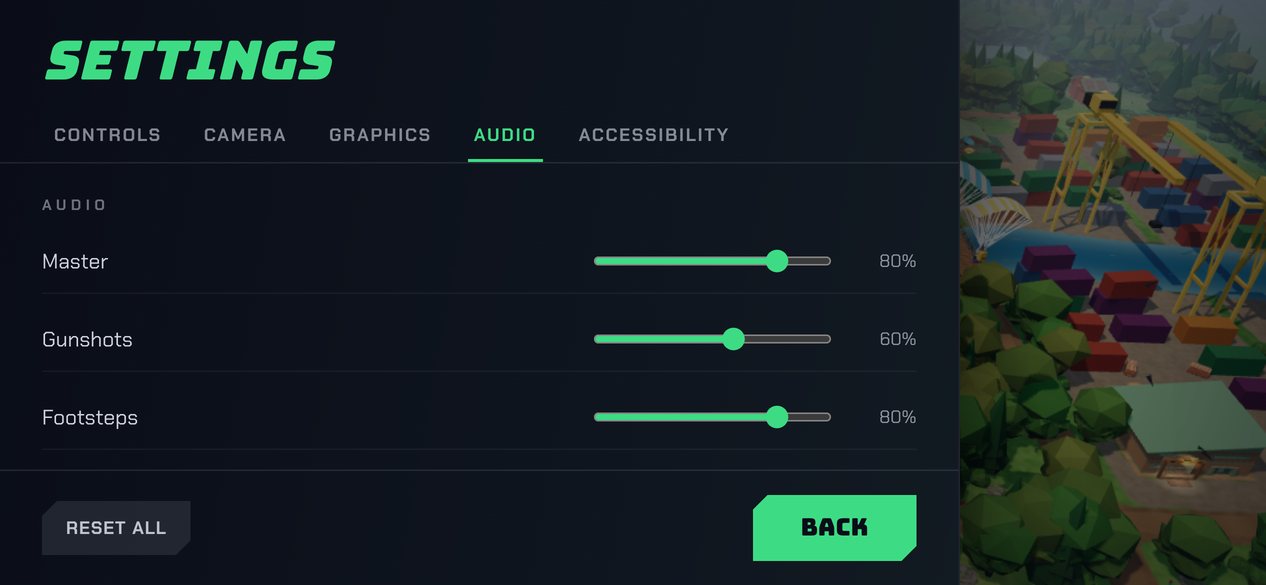 SETTINGS
CONTROLS CAMERA GRAPHICS AUDIO ACCESSIBILITY
AUDIO
Master 80%
Gunshots 60%
Footsteps 80%
RESET ALL BACK